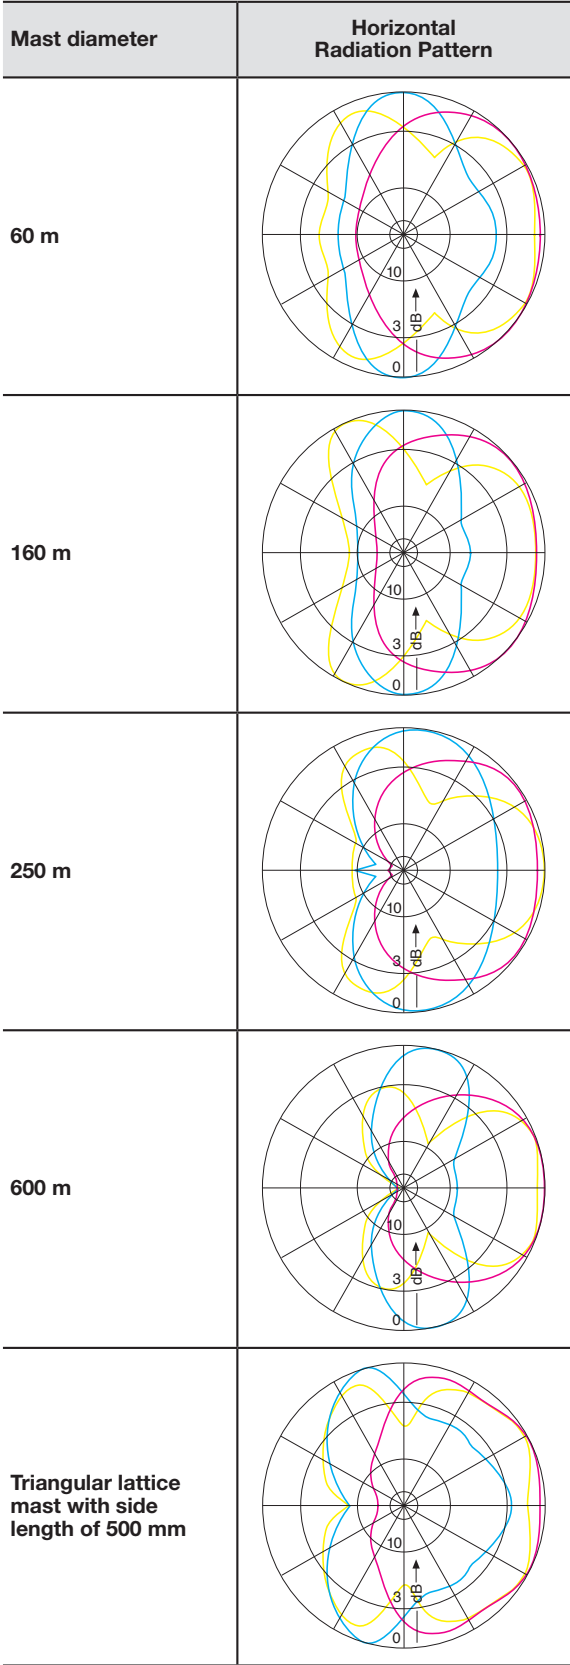 Mast diameter
Horizontal
Radiation Pattern
60 m
10
3
0
dB
160 m
10
3
0
dB
250 m
10
3
0
dB
600 m
10
3
0
dB
Triangular lattice
mast with side
length of 500 mm
10
3
0
dB